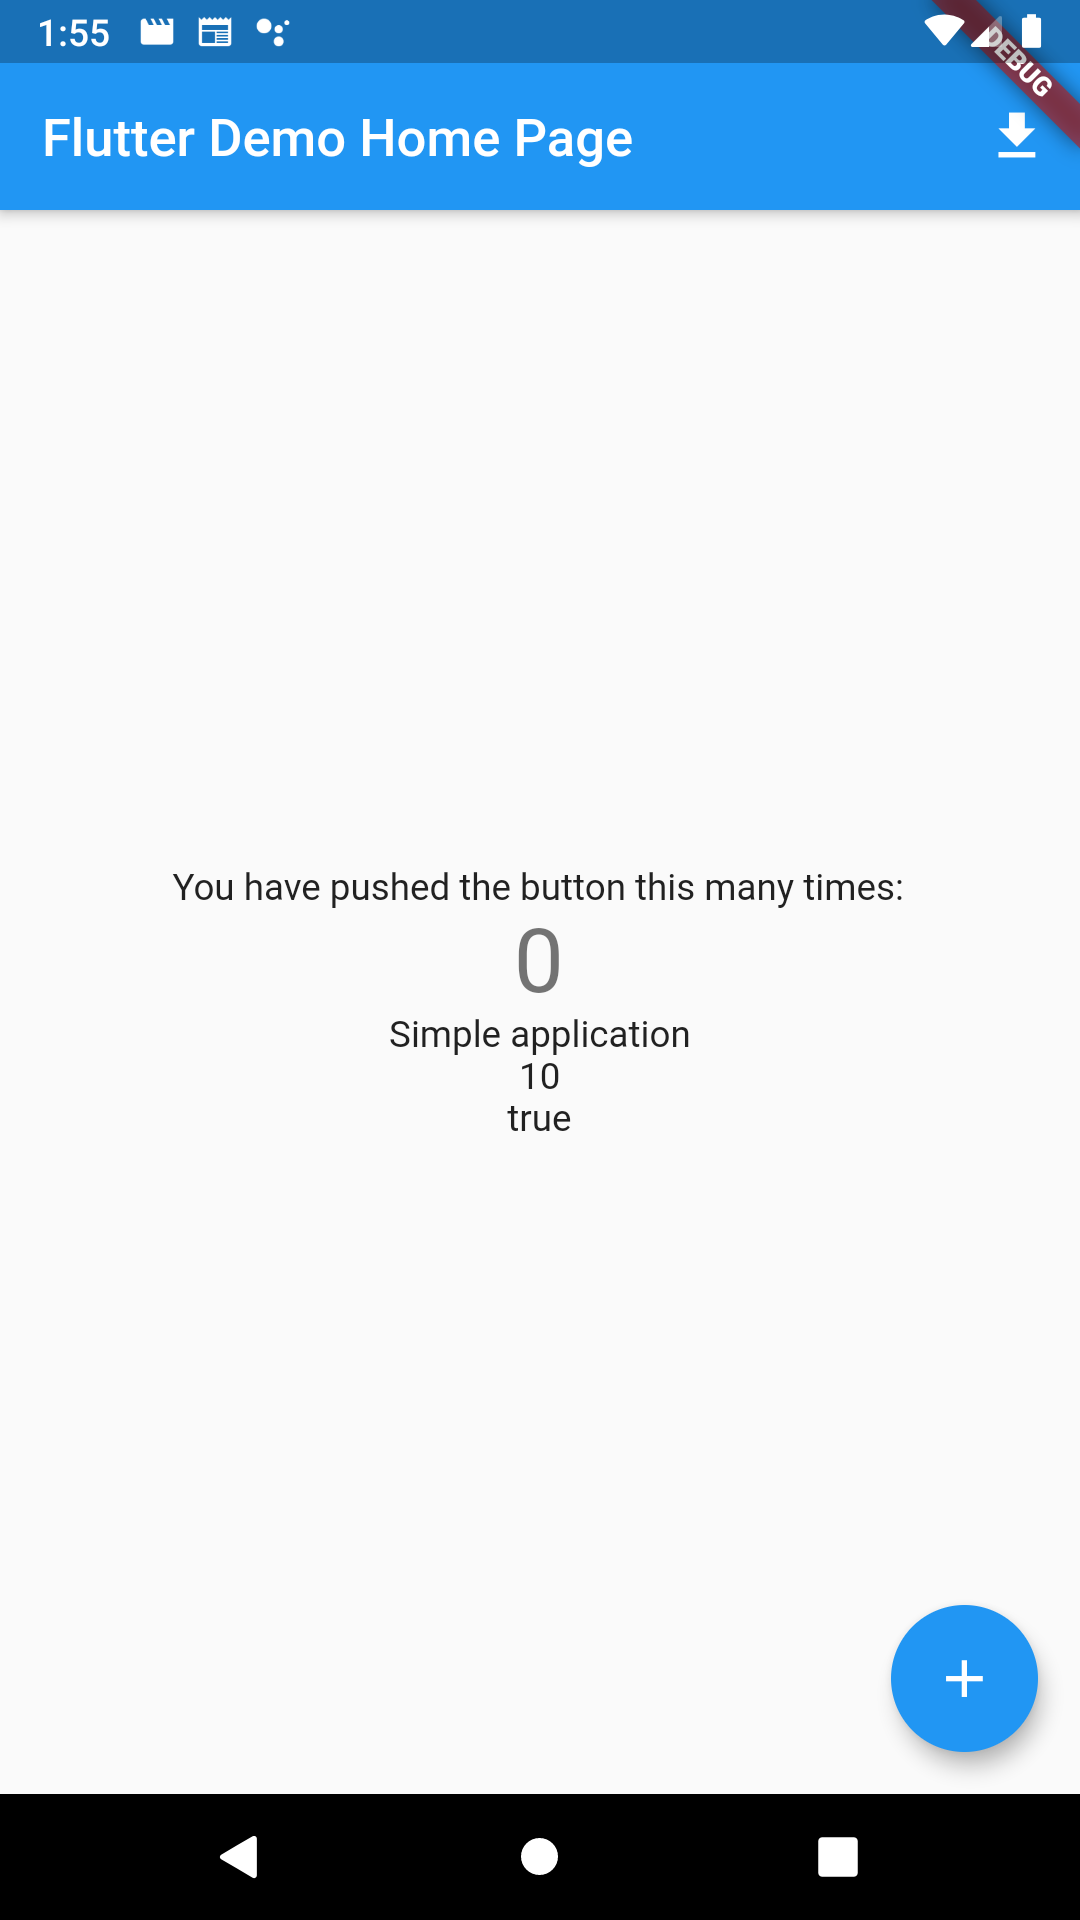 1:55
DEBUG
Flutter Demo Home Page
You have pushed the button this many times:
0
Simple application
10
true